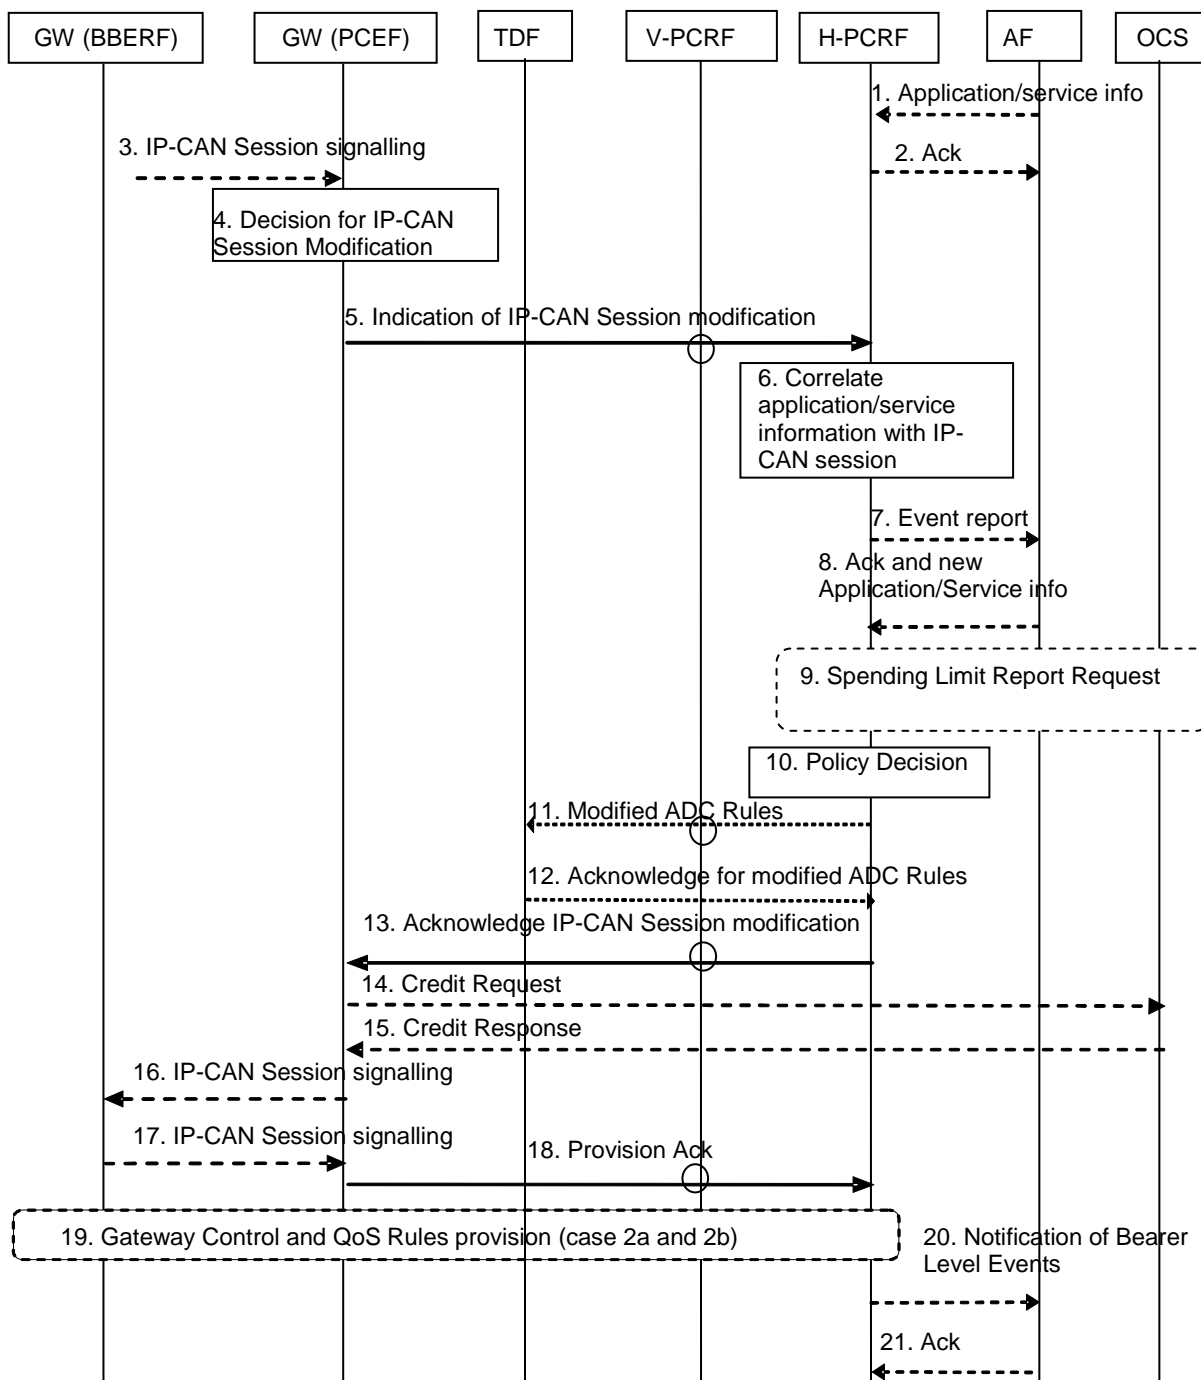 GW (BBERF)
GW (PCEF)
TDF
V-PCRF
H-PCRF
AF
OCS
1. Application/service info
2. Ack
3. IP-CAN Session signalling
4. Decision for IP-CAN
Session Modification
5. Indication of IP-CAN Session modification
6. Correlate
application/service
information with IP-
CAN session
7. Event report
8. Ack and new
Application/Service info
9. Spending Limit Report Request
10. Policy Decision
11. Modified ADC Rules
12. Acknowledge for modified ADC Rules
13. Acknowledge IP-CAN Session modification
14. Credit Request
15. Credit Response
16. IP-CAN Session signalling
17. IP-CAN Session signalling
18. Provision Ack
19. Gateway Control and QoS Rules provision (case 2a and 2b)
20. Notification of Bearer
Level Events
21. Ack